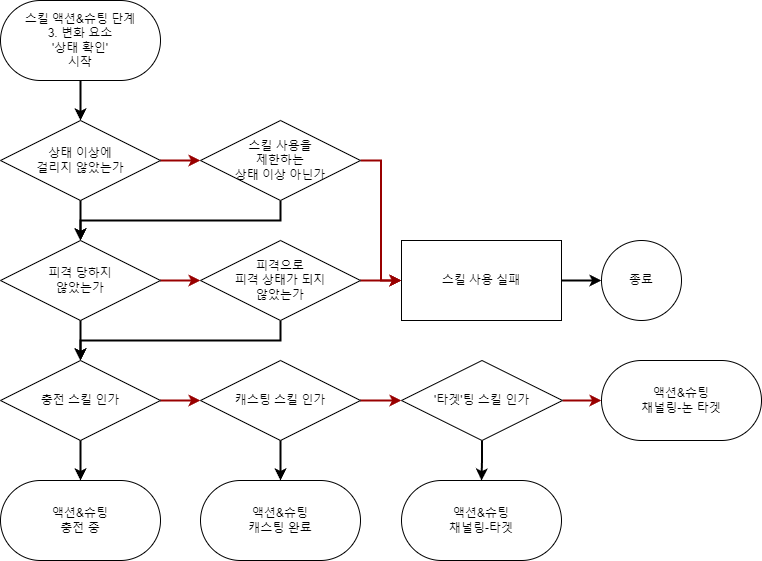 스킬 액션&슈팅 단계
3. 변화 요소
'상태 확인'
시작
상태 이상에
걸리지 않았는가
스킬 사용을
제한하는
상태 이상 아닌가
피격 당하지
않았는가
피격으로
피격 상태가 되지
않았는가
스킬 사용 실패
종료
충전 스킬 인가
캐스팅 스킬 인가
'타겟'팅 스킬 인가
액션&슈팅
채널링-논 타겟
액션&슈팅
충전 중
액션&슈팅
캐스팅 완료
액션&슈팅
채널링-타겟